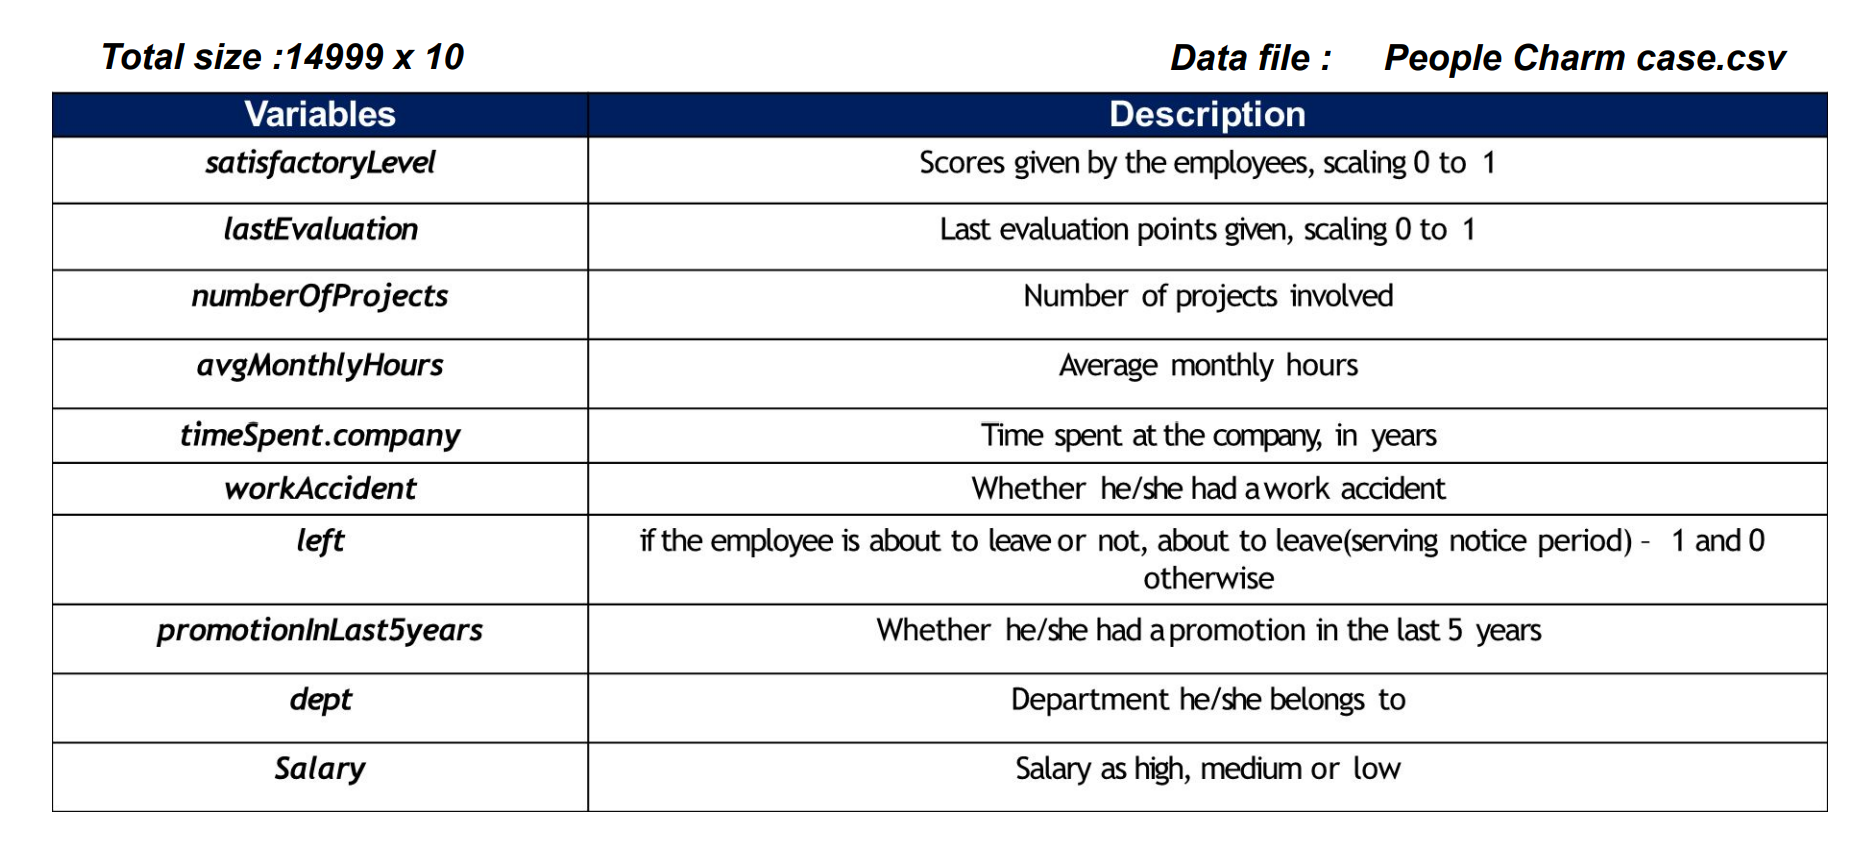 Total size :14999 x 10
Data file : People Charm case.csv
Variables Description
satisfactoryLevel Scores given by the employees, scaling 0 to 1
lastEvaluation Last evaluation points given, scaling 0 to 1
numberOfProjects Number of projects involved
avgMonthlyHours Average monthly hours
timeSpent.company Time spent at the company, in years
workAccident Whether he/she had a work accident
left if the employee is about to leave or not, about to leave(serving notice period) - 1 and 0
otherwise
promotionInLast5years Whether he/she had a promotion in the last 5 years
dept Department he/she belongs to
Salary Salary as high, medium or low